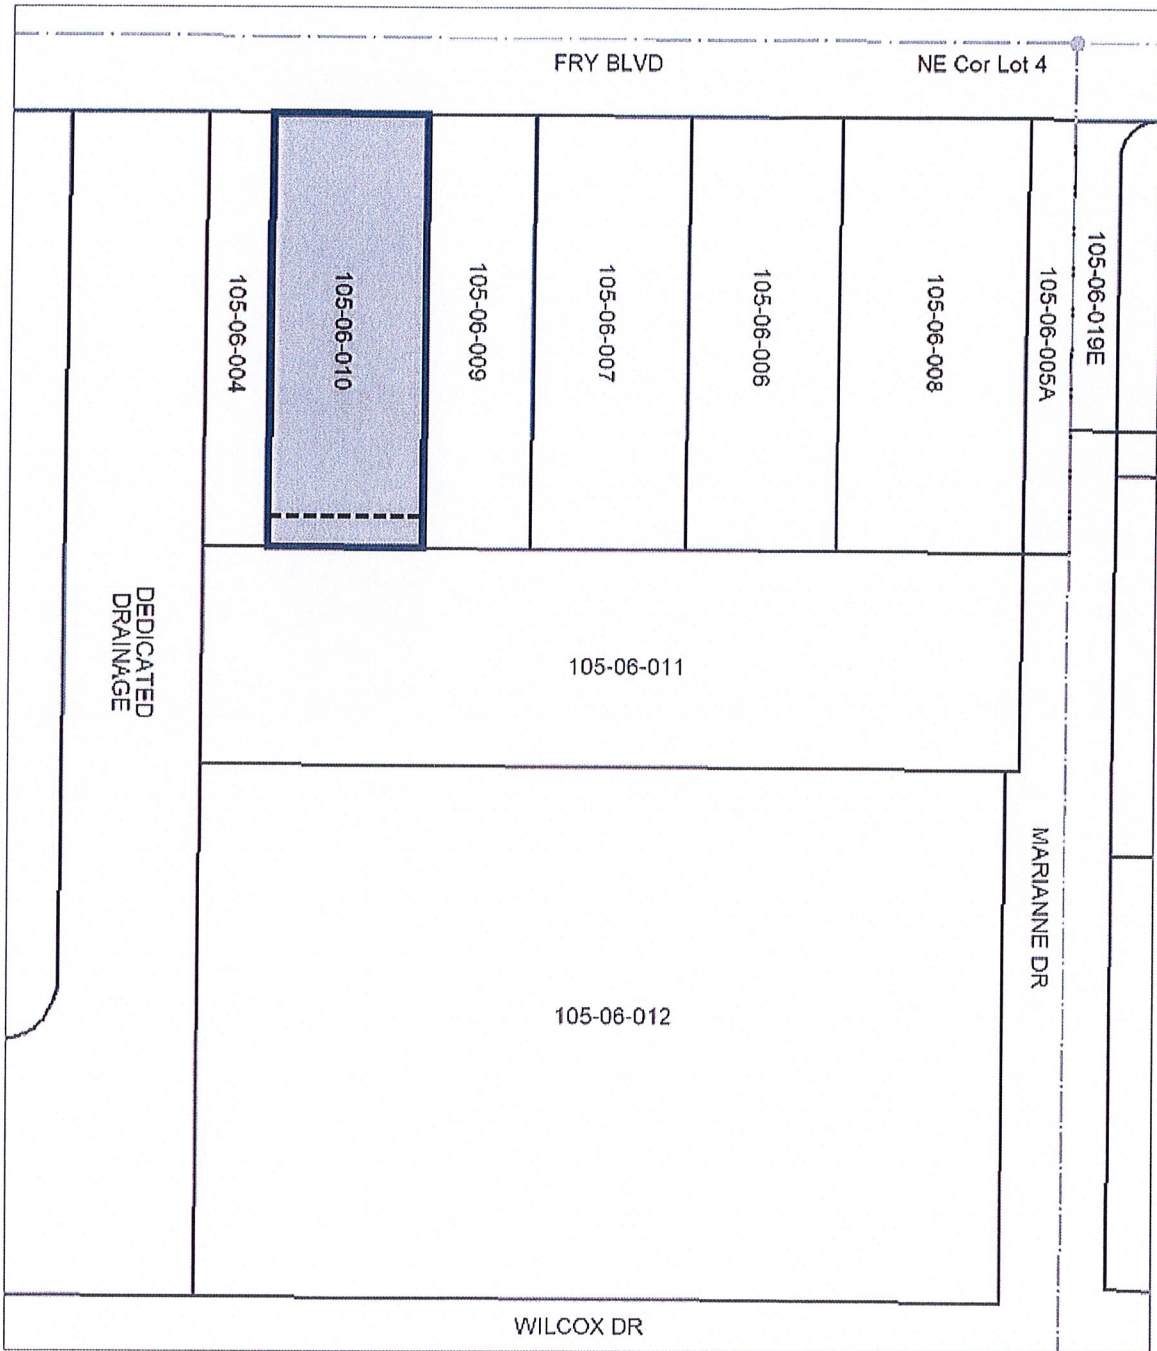 FRY BLVD
NE Cor Lot 4
105-06-004
105-06-010
105-06-009
105-06-007
105-06-006
105-06-008
105-06-005A
105-06-019E
DEDICATED
DRAINAGE
105-06-011
MARIANNE DR
105-06-012
WILCOX DR